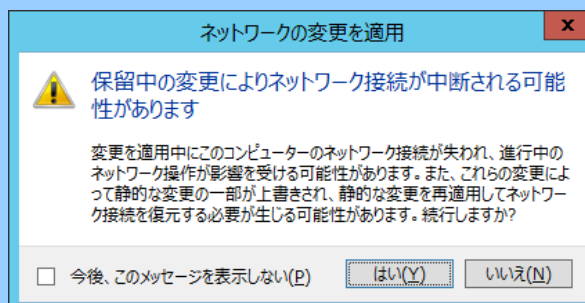 ネットワークの変更を適用
x
保留中の変更によりネットワーク接続が中断される可能
性があります
変更を適用中にこのコンピューターのネットワーク接続が失われ、進行中の
ネットワーク操作が影響を受ける可能性があります。また、これらの変更によ
って静的な変更の一部が上書きされ、静的な変更を再適用してネットワー
ク接続を復元する必要が生じる可能性があります。続行しますか?
今後、このメッセージを表示しない(P) はい(Y) いいえ(N)